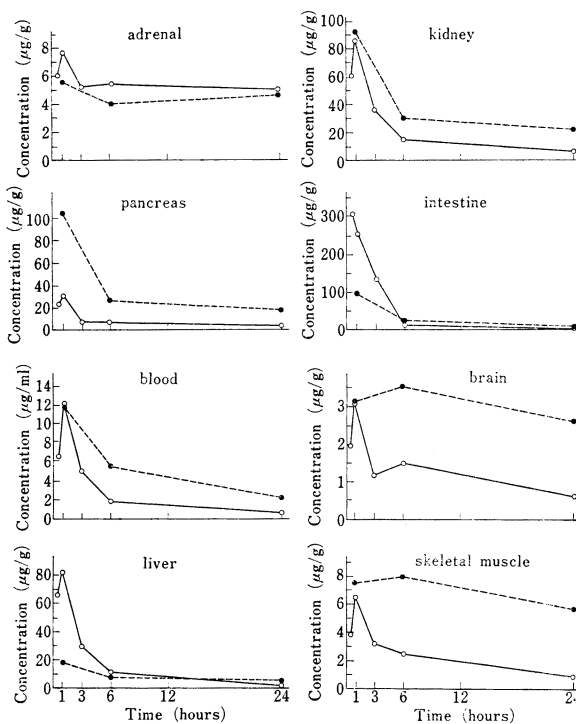 adrenal
Concentration (μg/g)
8
6
4
2
0
kidney
Concentration (μg/g)
100
80
60
40
20
0
pancreas
Concentration (μg/g)
100
80
60
40
20
0
intestine
Concentration (μg/g)
300
200
100
0
blood
Concentration (μg/ml)
14
12
10
8
6
4
2
0
brain
Concentration (μg/g)
3
2
1
0
liver
Concentration (μg/g)
80
60
40
20
0
1 3 6 12 24
Time (hours)
skeletal muscle
Concentration (μg/g)
8
6
4
2
0
1 3 6 12 24
Time (hours)